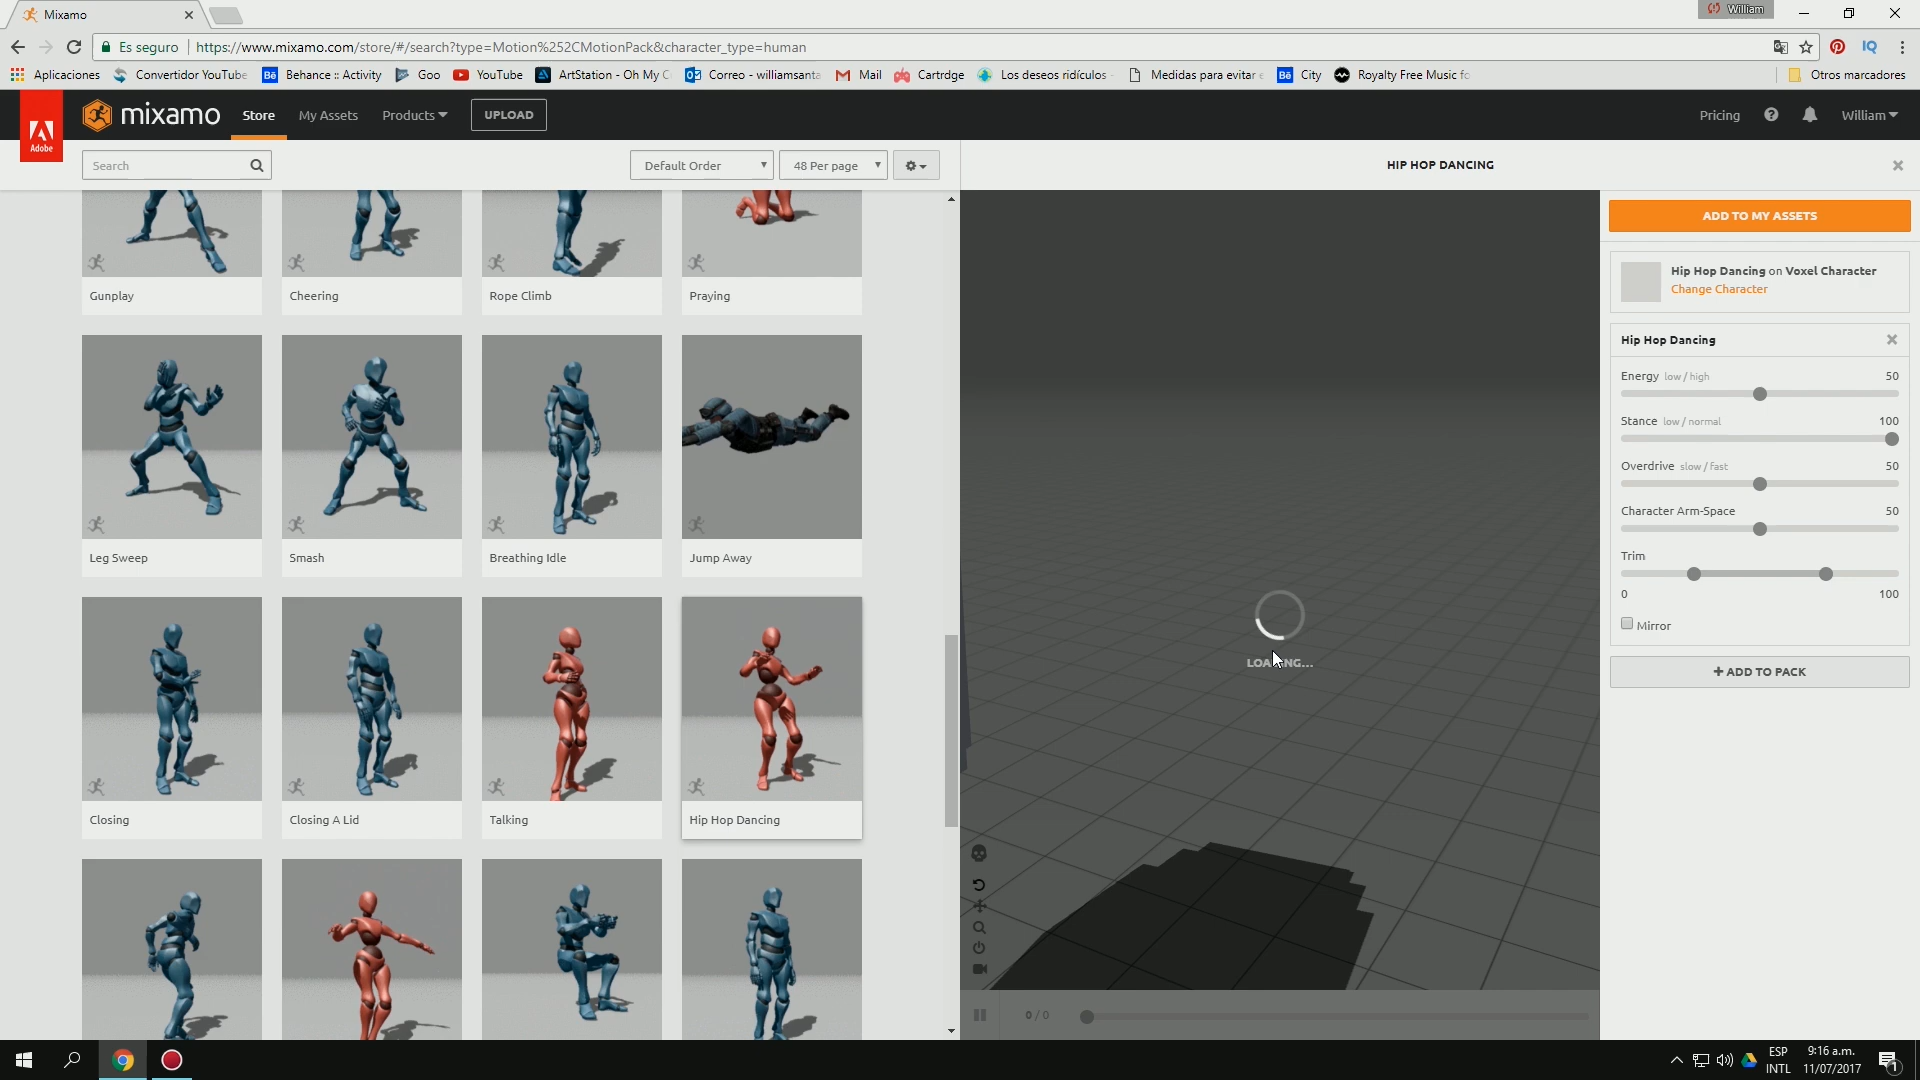 Mixamo
William
Es seguro
https://www.mixamo.com/store/#/search?type=Motion%252CMotionPack&character_type=human
Aplicaciones
Convertidor YouTube
Behance :: Activity
Goo
YouTube
ArtStation - Oh My C
Correo - williamsanta
Mail
Cartrdge
Los deseos ridículos
Medidas para evitar e
City
Royalty Free Music fo
Otros marcadores
Adobe
mixamo
Store
My Assets
Products
UPLOAD
Pricing
William
Search
Default Order
48 Per page
HIP HOP DANCING
ADD TO MY ASSETS
Gunplay
Cheering
Rope Climb
Praying
Hip Hop Dancing on Voxel Character
Change Character
Hip Hop Dancing
Energy low / high 50
Stance low / normal 100
Overdrive slow / fast 50
Character Arm-Space 50
Trim
0 100
Mirror
+ ADD TO PACK
Leg Sweep
Smash
Breathing Idle
Jump Away
LOADING...
Closing
Closing A Lid
Talking
Hip Hop Dancing
0 / 0
ESP
INTL
9:16 a.m.
11/07/2017
1